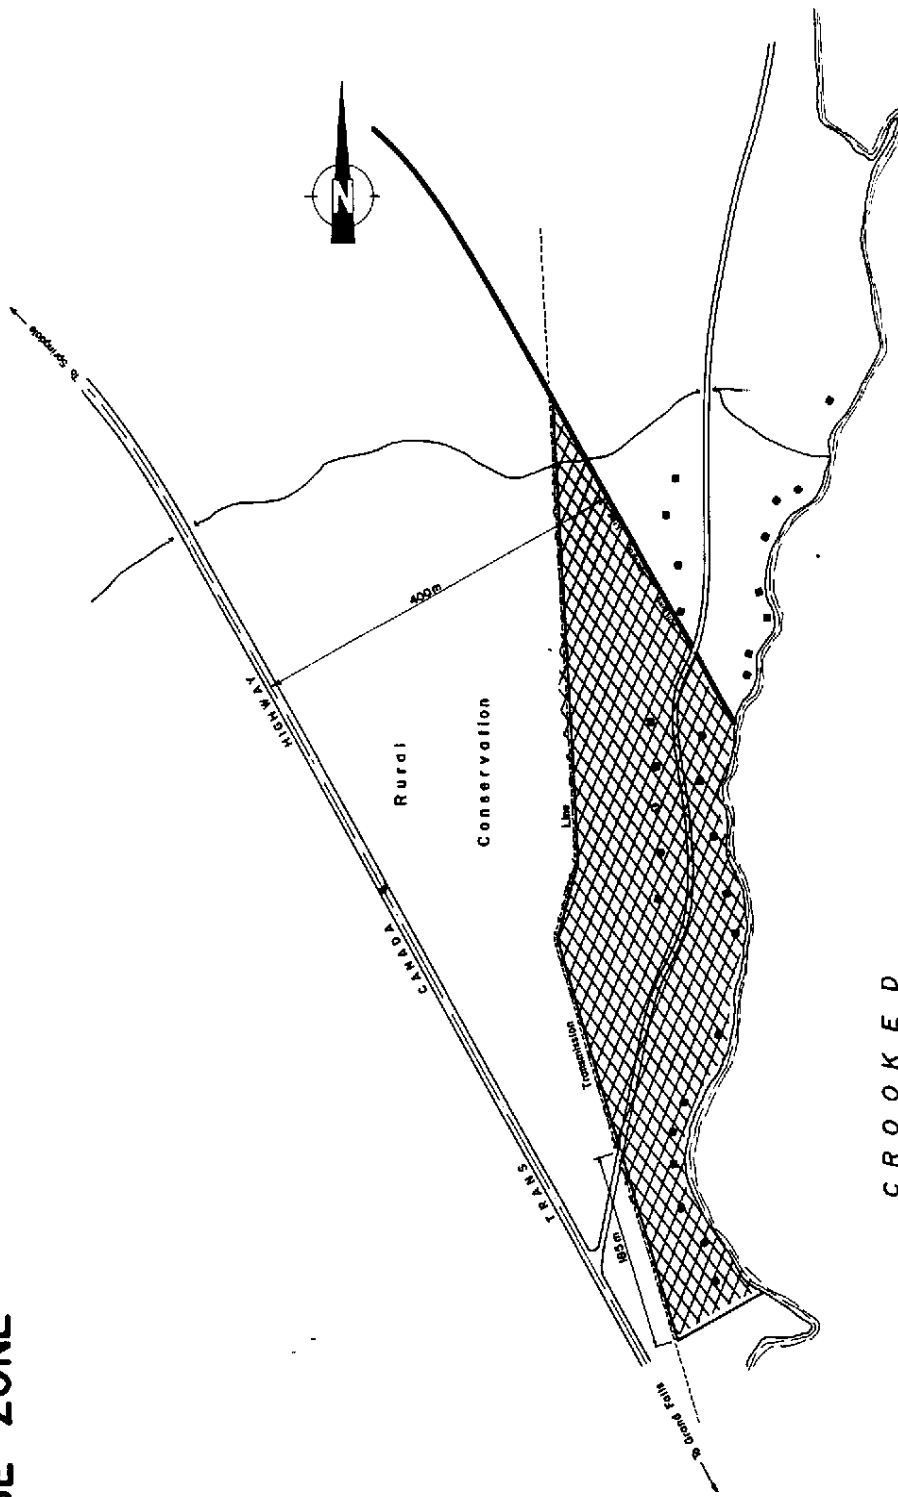 To Springdale
N
400m
HIGHWAY
CANADA
TRANS
Rural
Conservation
Line
Transmission
185m
To Grand Falls
CROOKED
ZONE